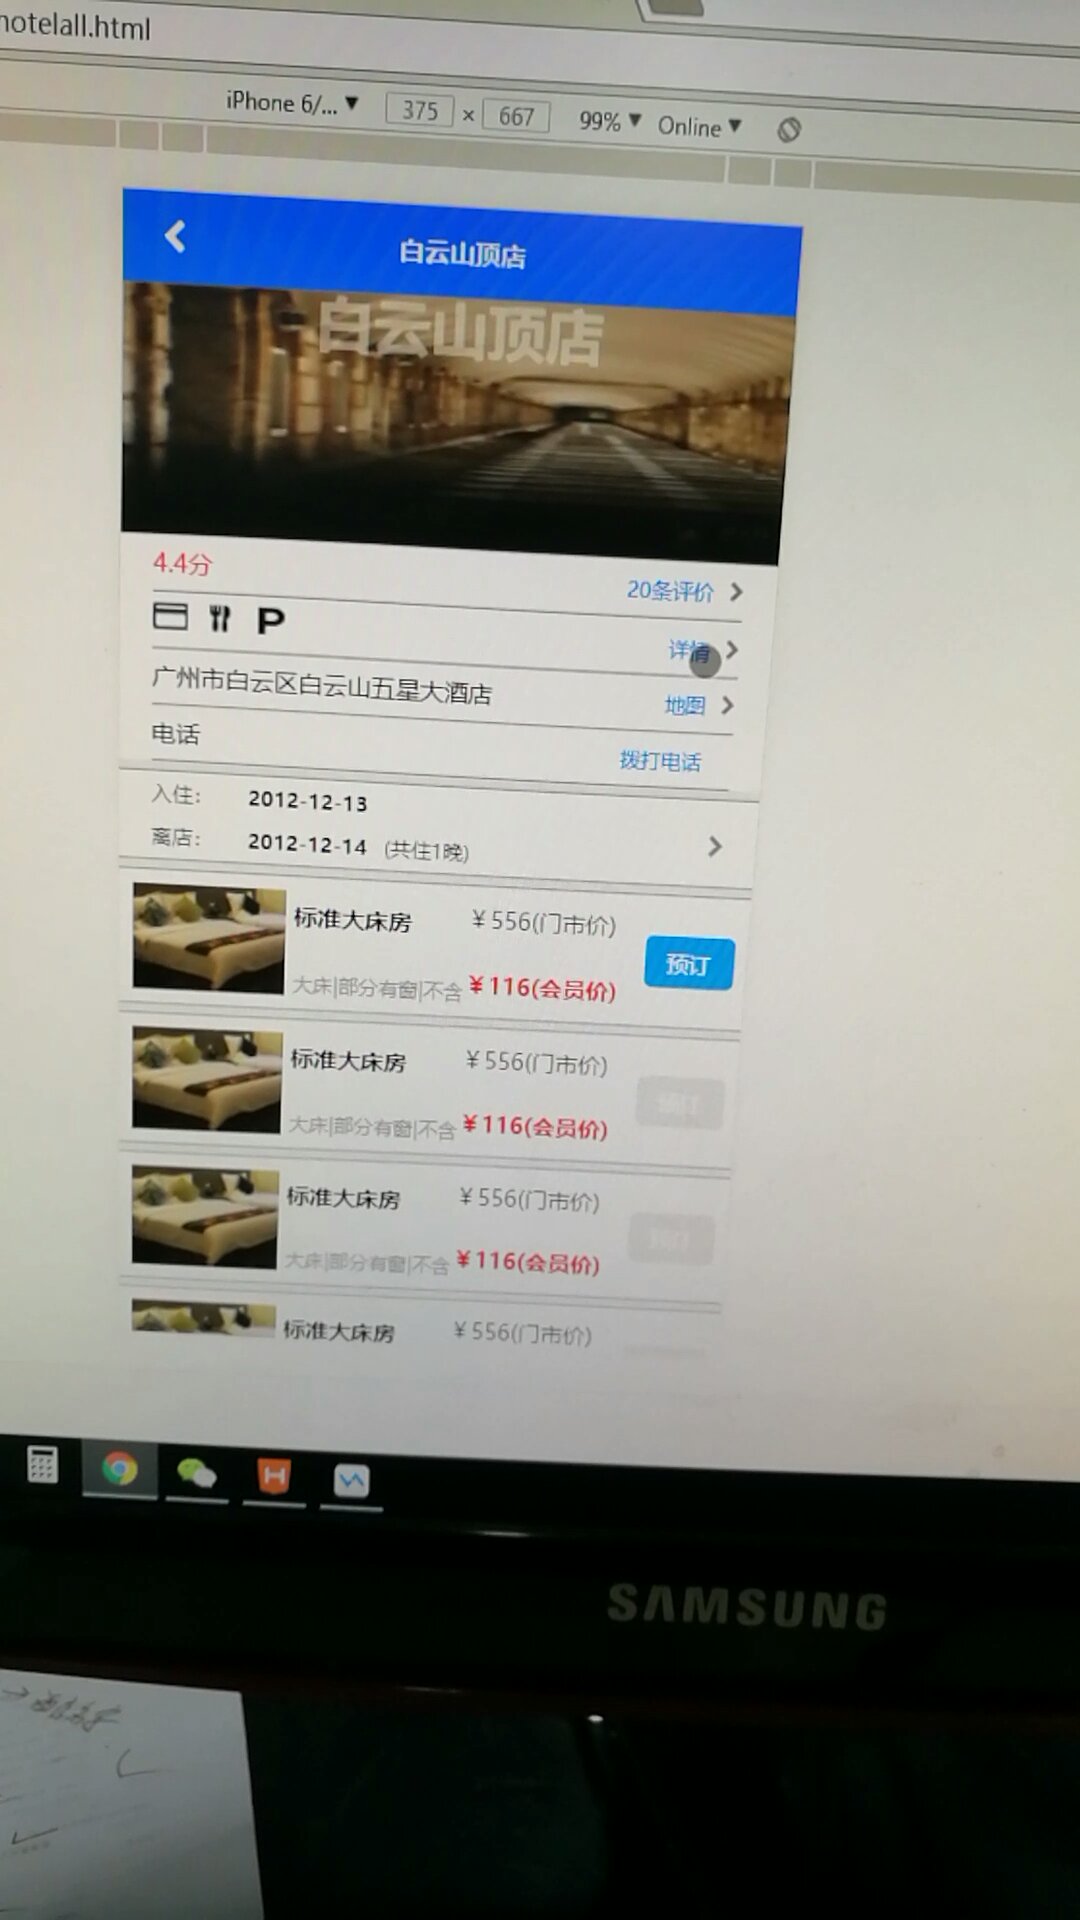 hotelall.html
iPhone 6/... ▼ 375 × 667 99% ▼ Online ▼
白云山顶店
白云山顶店
4.4分
20条评价
P
详情
广州市白云区白云山五星大酒店
地图
电话
拨打电话
入住: 2012-12-13
离店: 2012-12-14 (共住1晚)
标准大床房 ¥556(门市价)
预订
大床|部分有窗|不含 ¥116(会员价)
标准大床房 ¥556(门市价)
预订
大床|部分有窗|不含 ¥116(会员价)
标准大床房 ¥556(门市价)
预订
大床|部分有窗|不含 ¥116(会员价)
标准大床房 ¥556(门市价)
SAMSUNG